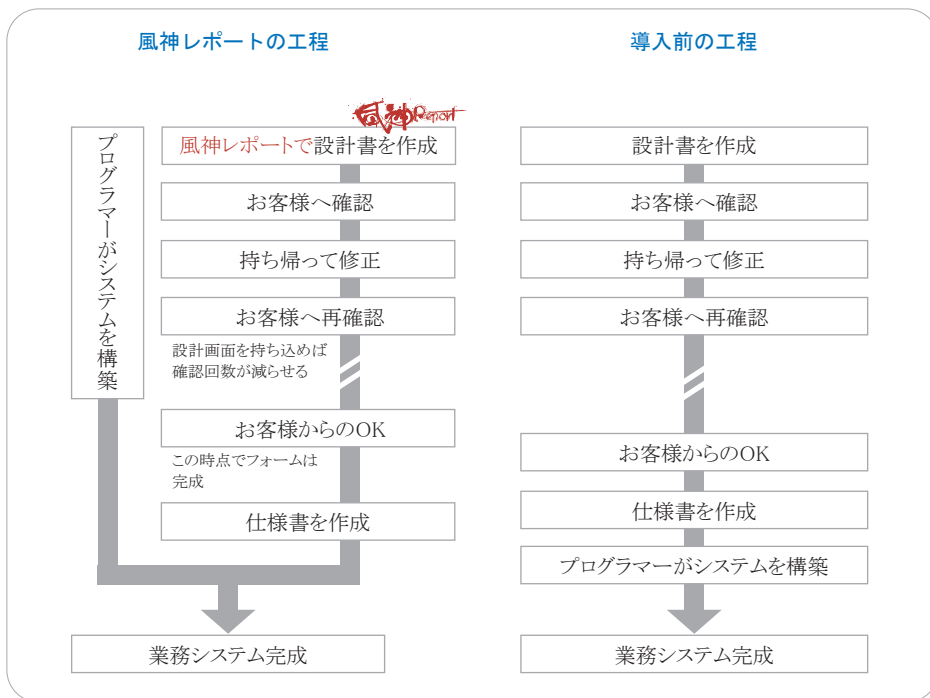 風神レポートの工程
風神Report
プログラマーがシステムを構築
風神レポートで設計書を作成
お客様へ確認
持ち帰って修正
お客様へ再確認
設計画面を持ち込めば
確認回数が減らせる
お客様からのOK
この時点でフォームは
完成
仕様書を作成
業務システム完成
導入前の工程
設計書を作成
お客様へ確認
持ち帰って修正
お客様へ再確認
お客様からのOK
仕様書を作成
プログラマーがシステムを構築
業務システム完成